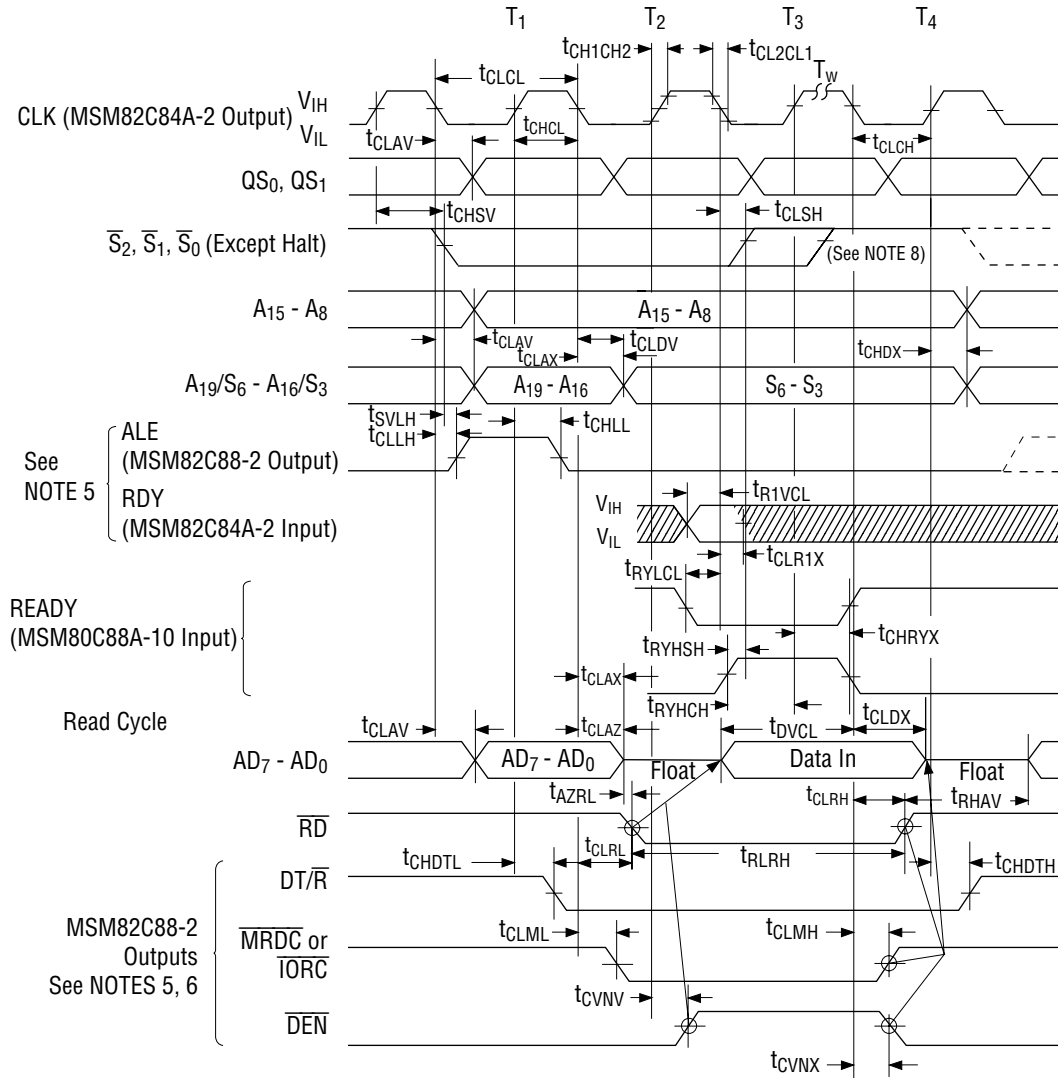 T1 T2 T3 T4
tCH1CH2 tCL2CL1
tCLCL TW
CLK (MSM82C84A-2 Output) VIH
VIL
tCLAV tCHCL tCLCH
QS0, QS1
tCHSV tCLSH
S̅2, S̅1, S̅0 (Except Halt) (See NOTE 8)
A15 - A8 A15 - A8
tCLAV tCLDV
tCLAX tCHDX
A19/S6 - A16/S3 A19 - A16 S6 - S3
tSVLH
tCLLH tCHLL
See
NOTE 5
ALE
(MSM82C88-2 Output)
RDY
(MSM82C84A-2 Input)
tR1VCL
VIH
VIL
tCLR1X
tRYLCL
READY
(MSM80C88A-10 Input)
tCHRYX
tRYHSH
tCLAX
tRYHCH
Read Cycle
tCLAV tCLAZ tDVCL tCLDX
AD7 - AD0 AD7 - AD0 Float Data In Float
tAZRL tCLRH tRHAV
R̅D̅
tCHDTL tCLRL tRLRH tCHDTH
DT/R̅
MSM82C88-2
Outputs
See NOTES 5, 6
tCLML tCLMH
M̅R̅D̅C̅ or
I̅O̅R̅C̅
tCVNV
D̅E̅N̅
tCVNX